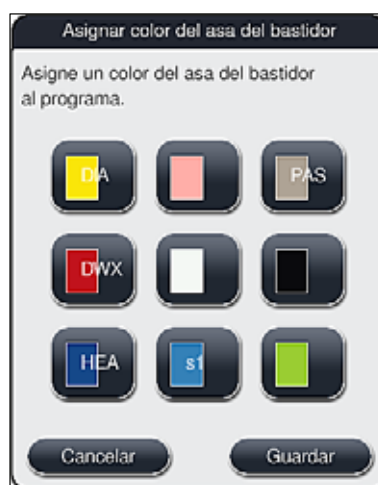 Asignar color del asa del bastidor
Asigne un color del asa del bastidor
al programa.
DIA
PAS
DWX
HEA
s1
Cancelar
Guardar